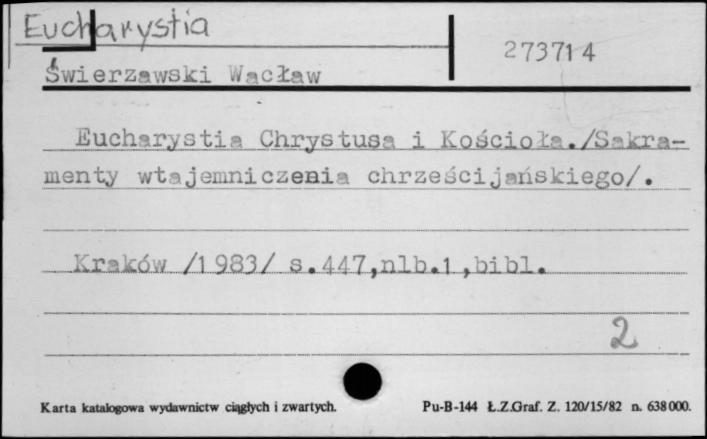 Eucharystia
273714
Świerzawski Wacław
Eucharystia Chrystusa i Kościoła./Sakra-
menty wtajemniczenia chrześcijańskiego/.
Kraków /1983/ s.447,nlb.1,bibl.
2
Karta katalogowa wydawnictw ciągłych i zwartych.
Pu-B-144 Ł.Z.Graf. Z. 120/15/82 n. 638000.